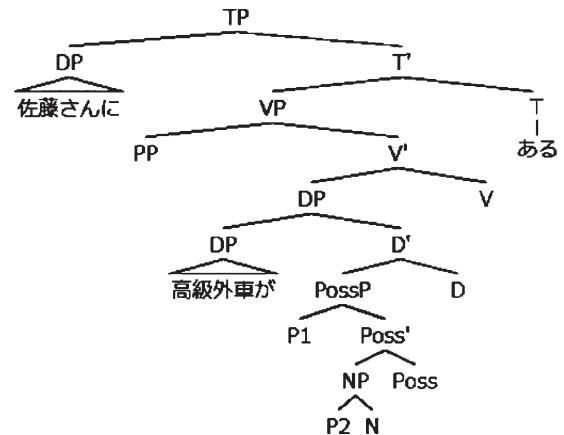 TP
DP T'
佐藤さんに VP T
PP V' ある
DP V
DP D'
高級外車が PossP D
P1 Poss'
NP Poss
P2 N